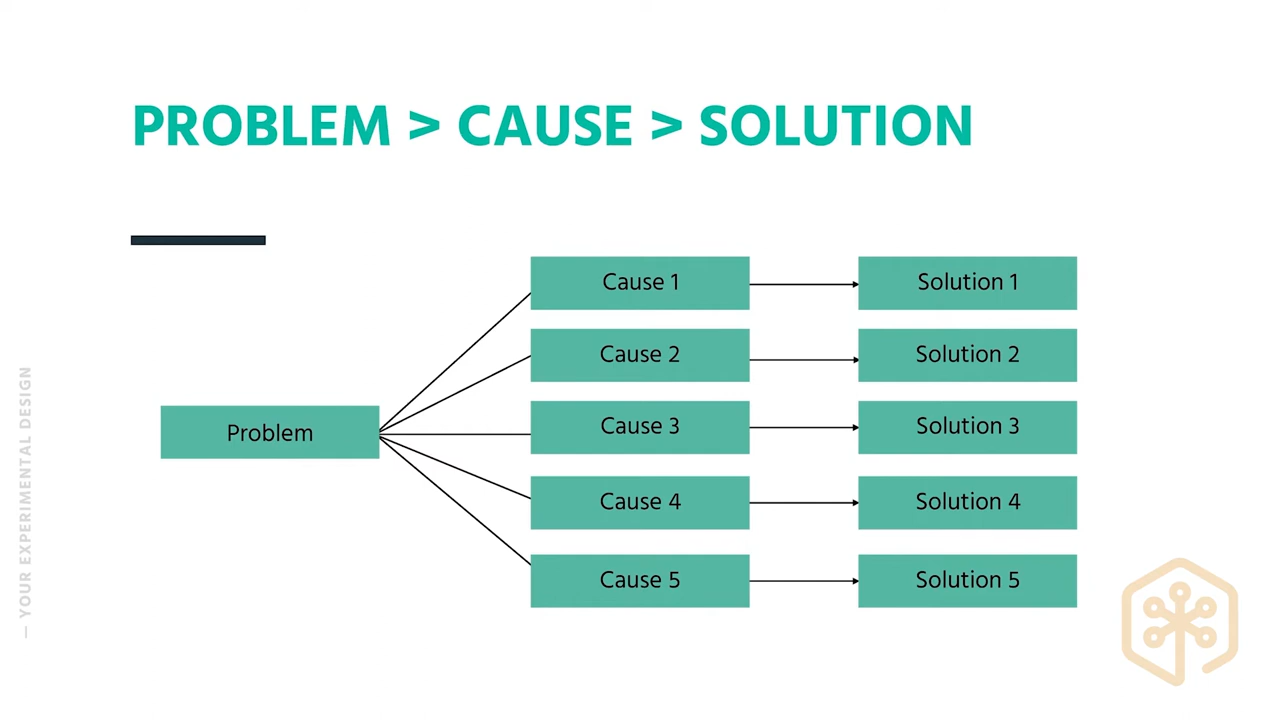 PROBLEM > CAUSE > SOLUTION
Cause 1
Solution 1
Cause 2
Solution 2
Problem
Cause 3
Solution 3
Cause 4
Solution 4
Cause 5
Solution 5
— YOUR EXPERIMENTAL DESIGN